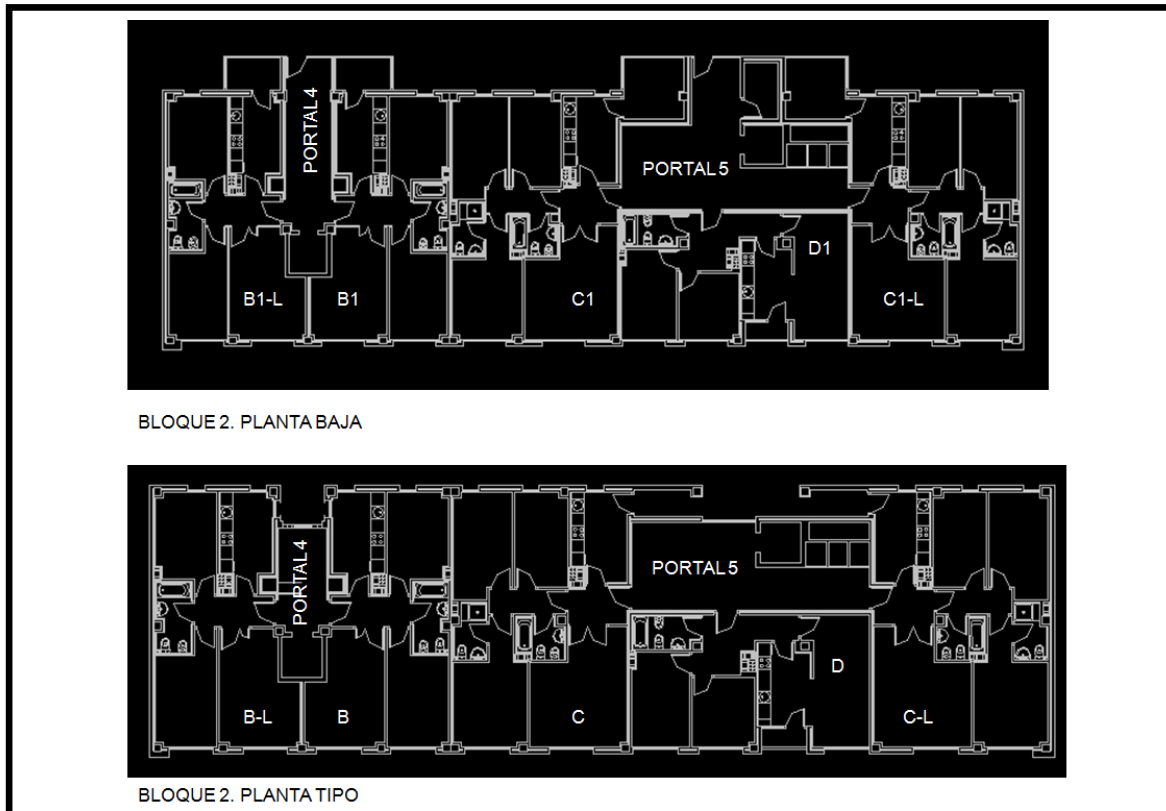 PORTAL 4
PORTAL 5
D1
B1-L
B1
C1
C1-L
BLOQUE 2. PLANTA BAJA
PORTAL 4
PORTAL 5
D
B-L
B
C
C-L
BLOQUE 2. PLANTA TIPO